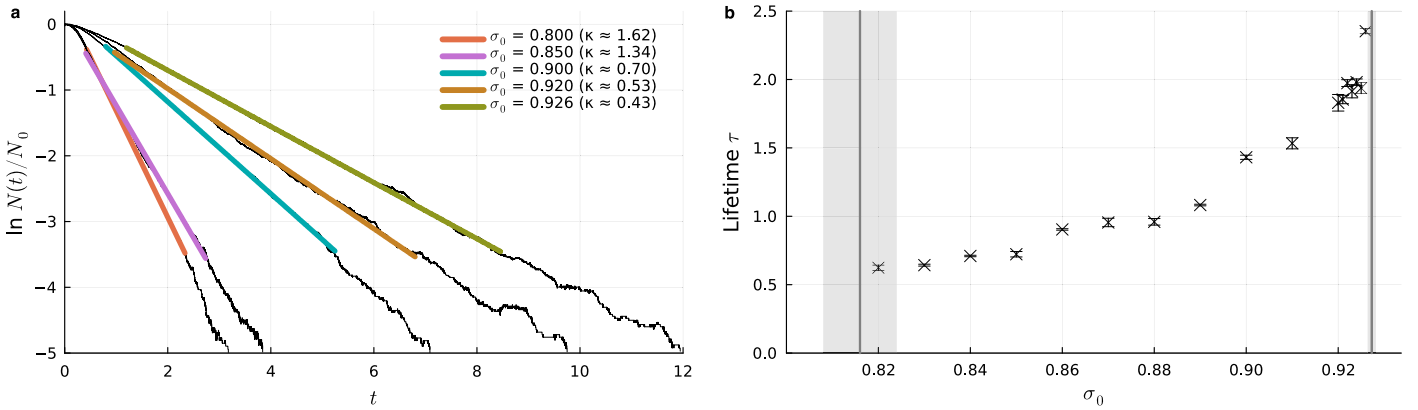 a
0
−1
−2
−3
−4
−5
ln N(t)/N₀
σ₀ = 0.800 (κ ≈ 1.62)
σ₀ = 0.850 (κ ≈ 1.34)
σ₀ = 0.900 (κ ≈ 0.70)
σ₀ = 0.920 (κ ≈ 0.53)
σ₀ = 0.926 (κ ≈ 0.43)
0 2 4 6 8 10 12
t
b
2.5
2.0
1.5
1.0
0.5
0.0
Lifetime τ
0.82 0.84 0.86 0.88 0.90 0.92
σ₀